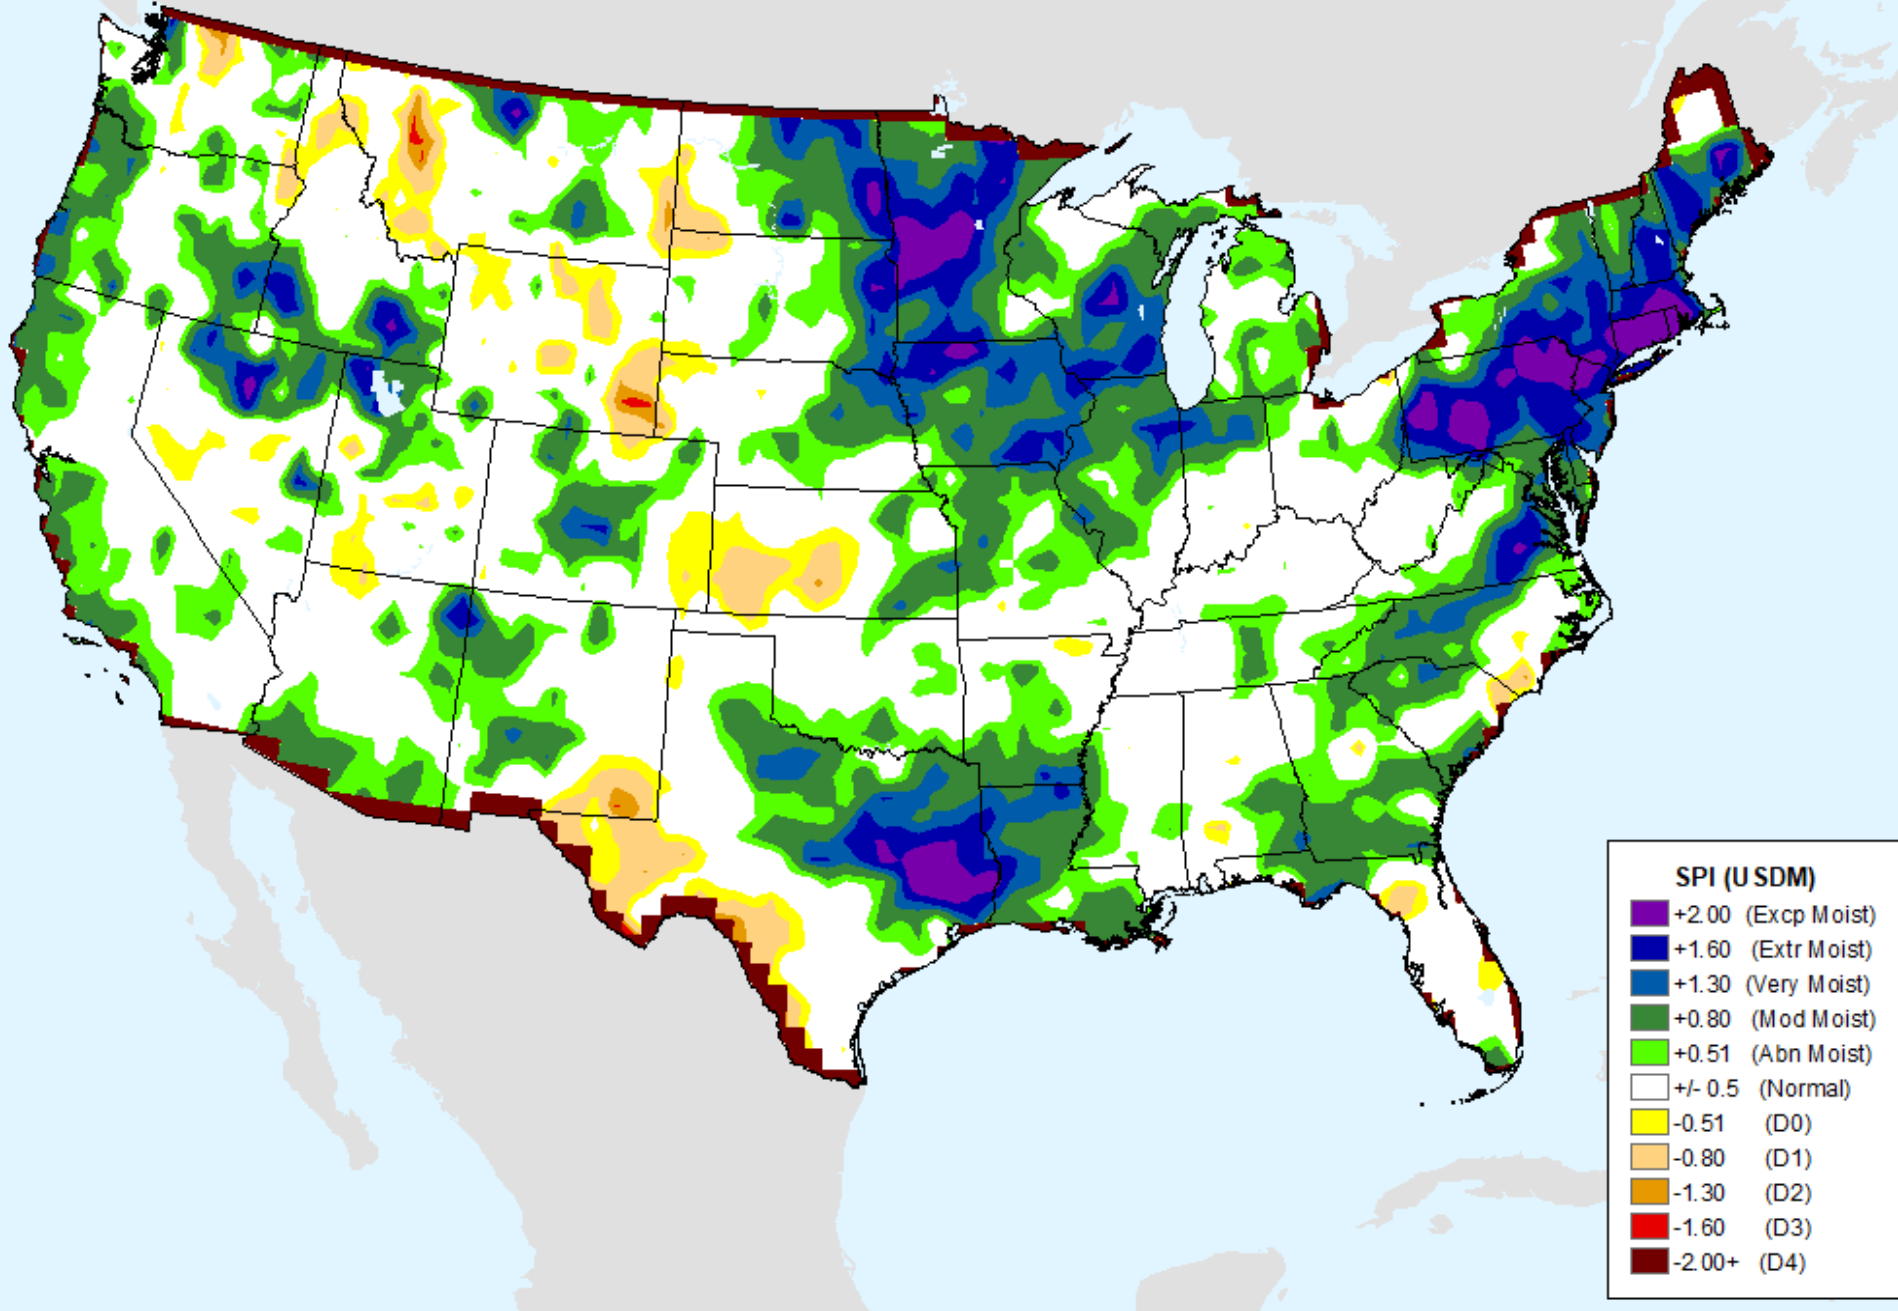 SPI (USDM)
+2.00 (Excp Moist)
+1.60 (Extr Moist)
+1.30 (Very Moist)
+0.80 (Mod Moist)
+0.51 (Abn Moist)
+/- 0.5 (Normal)
-0.51 (D0)
-0.80 (D1)
-1.30 (D2)
-1.60 (D3)
-2.00+ (D4)